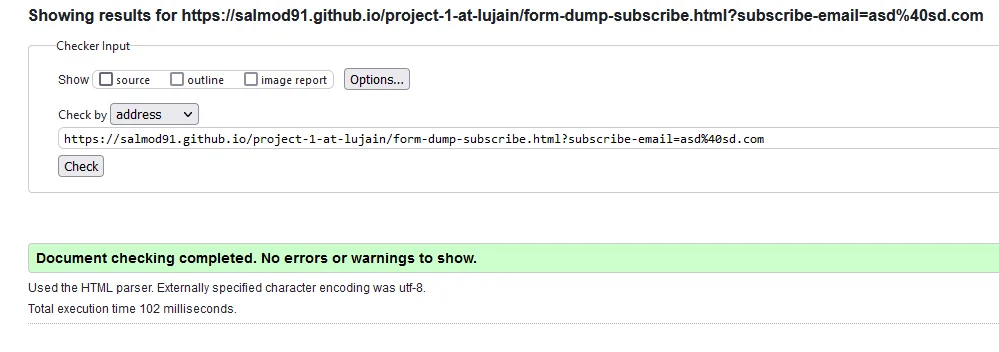 Showing results for https://salmod91.github.io/project-1-at-lujain/form-dump-subscribe.html?subscribe-email=asd%40sd.com
Checker Input
Show source outline image report Options...
Check by address
https://salmod91.github.io/project-1-at-lujain/form-dump-subscribe.html?subscribe-email=asd%40sd.com
Check
Document checking completed. No errors or warnings to show.
Used the HTML parser. Externally specified character encoding was utf-8.
Total execution time 102 milliseconds.